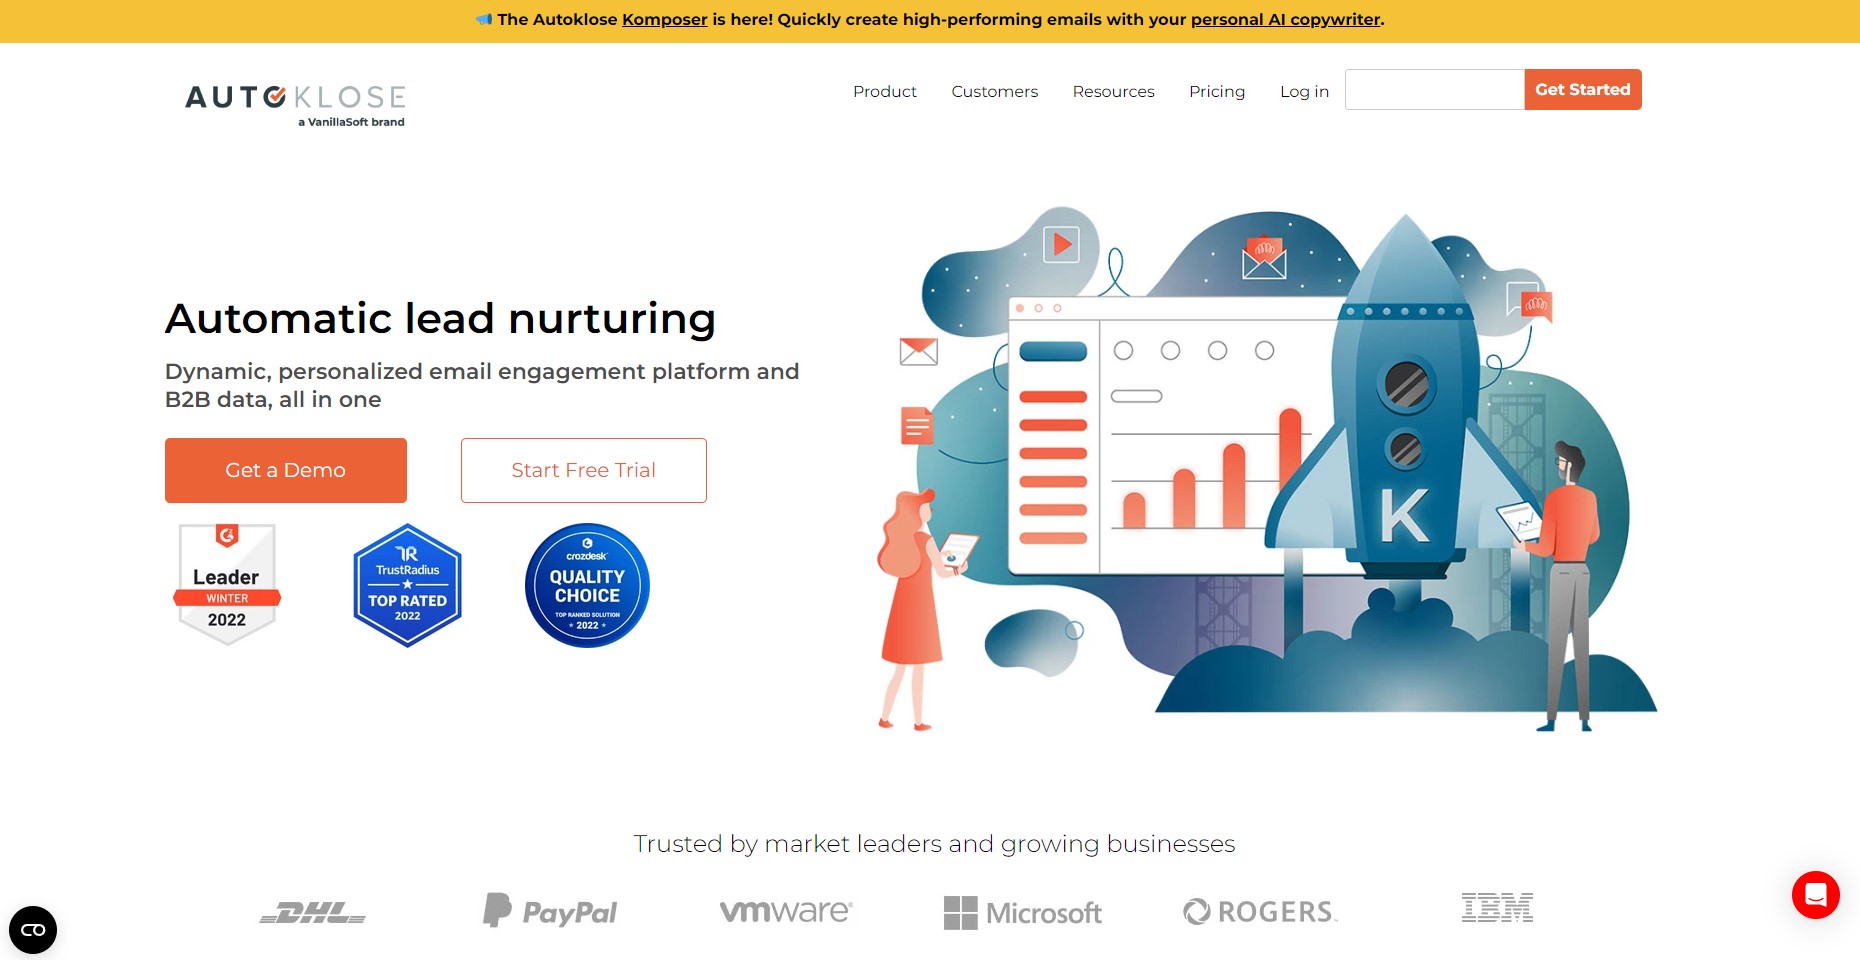 The Autoklose Komposer is here! Quickly create high-performing emails with your personal AI copywriter.
AUTOKLOSE
a VanillaSoft brand
Product
Customers
Resources
Pricing
Log in
Get Started
Automatic lead nurturing
Dynamic, personalized email engagement platform and
B2B data, all in one
Get a Demo
Start Free Trial
Leader
WINTER
2022
TR
TrustRadius
TOP RATED
2022
crozdesk
QUALITY
CHOICE
TOP RANKED SOLUTION
2022
K
Trusted by market leaders and growing businesses
DHL
PayPal
vmware®
Microsoft
ROGERS™
IBM